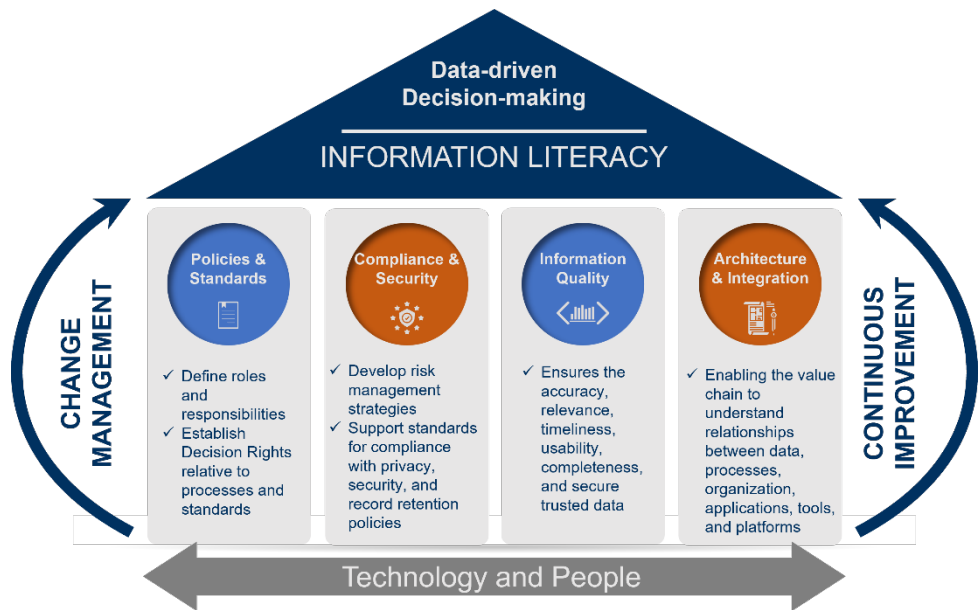 Data-driven
Decision-making
INFORMATION LITERACY
CHANGE
MANAGEMENT
Policies &
Standards
✓ Define roles
and
responsibilities
✓ Establish
Decision Rights
relative to
processes and
standards
Compliance &
Security
✓ Develop risk
management
strategies
✓ Support standards
for compliance
with privacy,
security, and
record retention
policies
Information
Quality
✓ Ensures the
accuracy,
relevance,
timeliness,
usability,
completeness,
and secure
trusted data
Architecture
& Integration
✓ Enabling the value
chain to
understand
relationships
between data,
processes,
organization,
applications, tools,
and platforms
CONTINUOUS
IMPROVEMENT
Technology and People